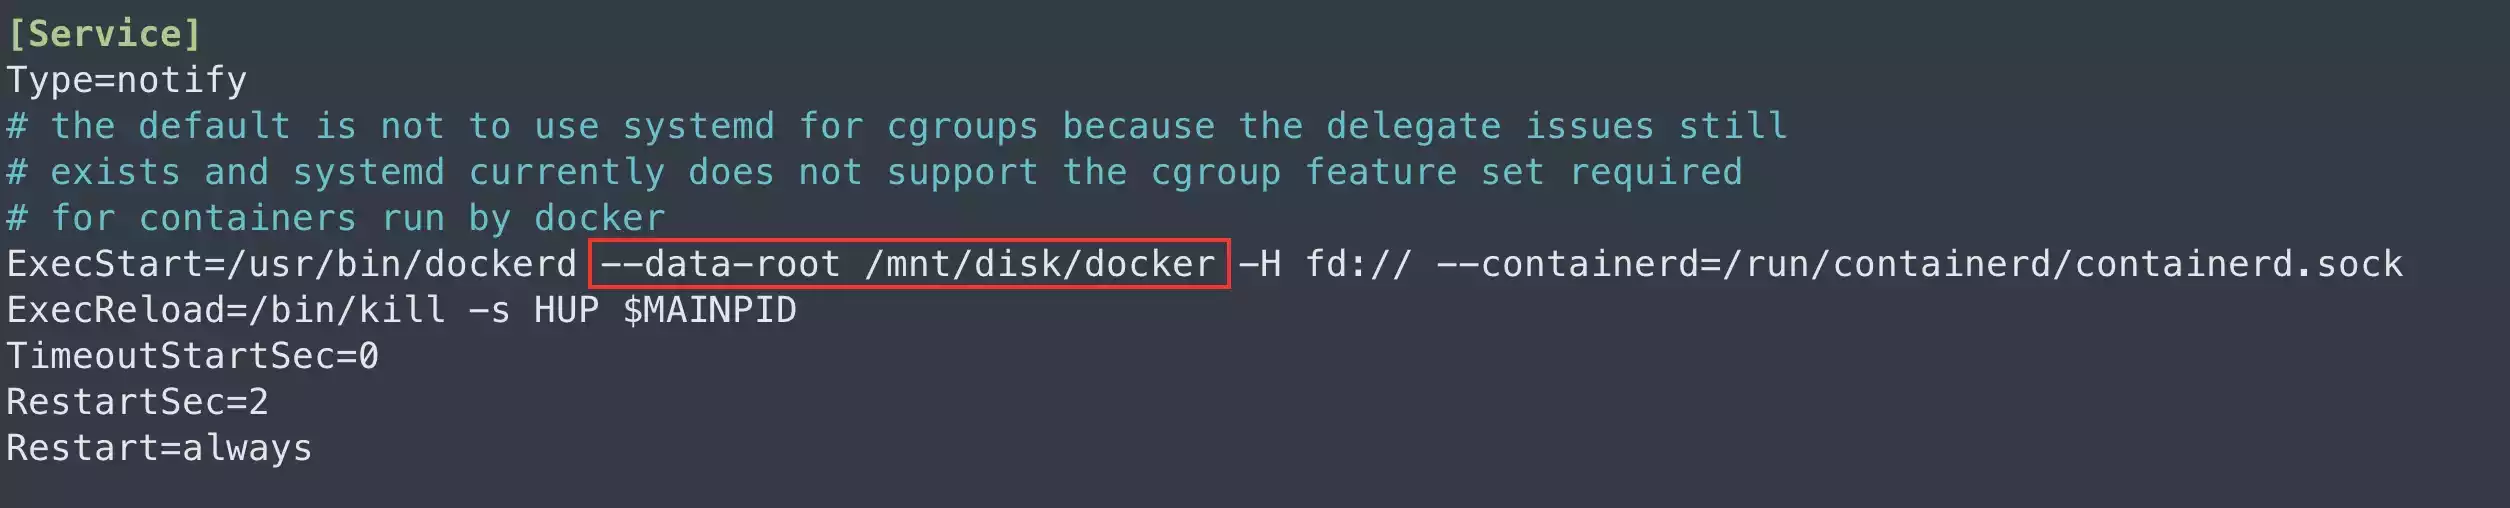 [Service]
Type=notify
# the default is not to use systemd for cgroups because the delegate issues still
# exists and systemd currently does not support the cgroup feature set required
# for containers run by docker
ExecStart=/usr/bin/dockerd --data-root /mnt/disk/docker -H fd:// --containerd=/run/containerd/containerd.sock
ExecReload=/bin/kill -s HUP $MAINPID
TimeoutStartSec=0
RestartSec=2
Restart=always